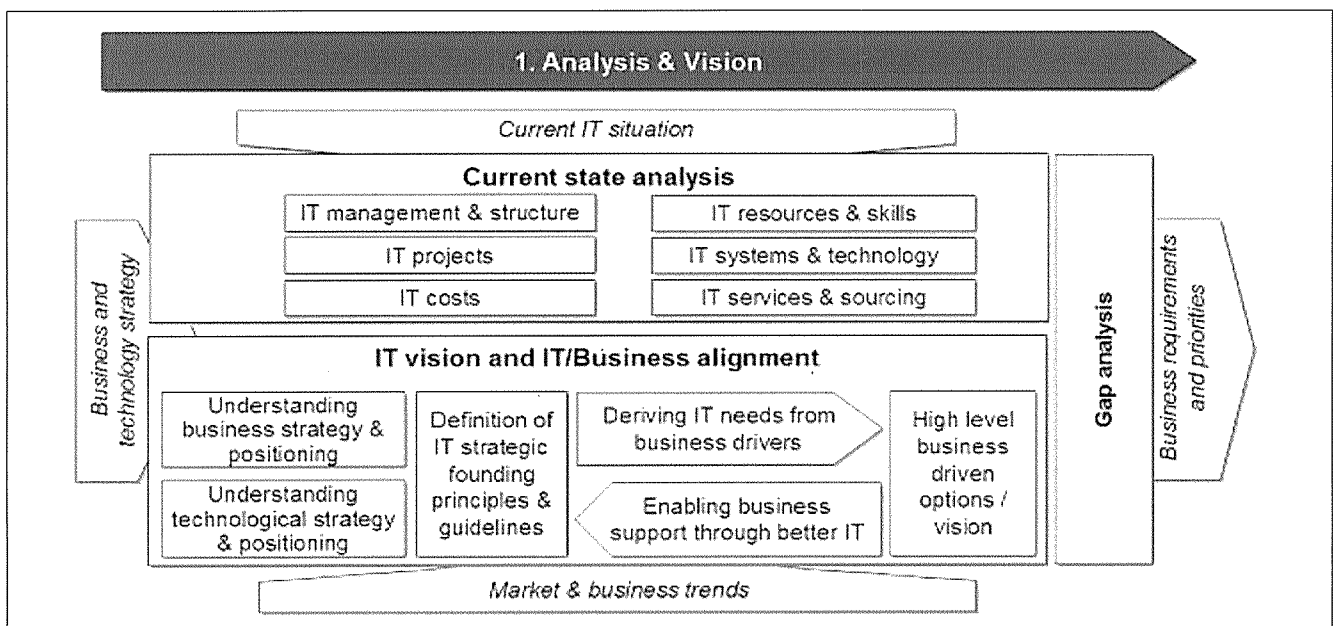 1. Analysis & Vision
Current IT situation
Current state analysis
IT management & structure
IT resources & skills
IT projects
IT systems & technology
IT costs
IT services & sourcing
Business and
technology strategy
IT vision and IT/Business alignment
Understanding
business strategy &
positioning
Understanding
technological strategy
& positioning
Definition of
IT strategic
founding
principles &
guidelines
Deriving IT needs from
business drivers
Enabling business
support through better IT
High level
business
driven
options /
vision
Gap analysis
Business requirements
and priorities
Market & business trends